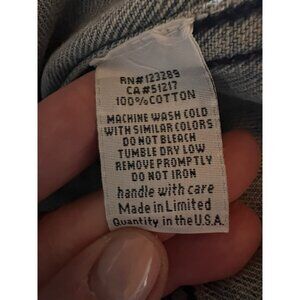 RN#123289
CA#51217
100%COTTON
MACHINE WASH COLD
WITH SIMILAR COLORS
DO NOT BLEACH
TUMBLE DRY LOW
REMOVE PROMPTLY
DO NOT IRON
handle with care
Made in Limited
Quantity in the U.S.A.